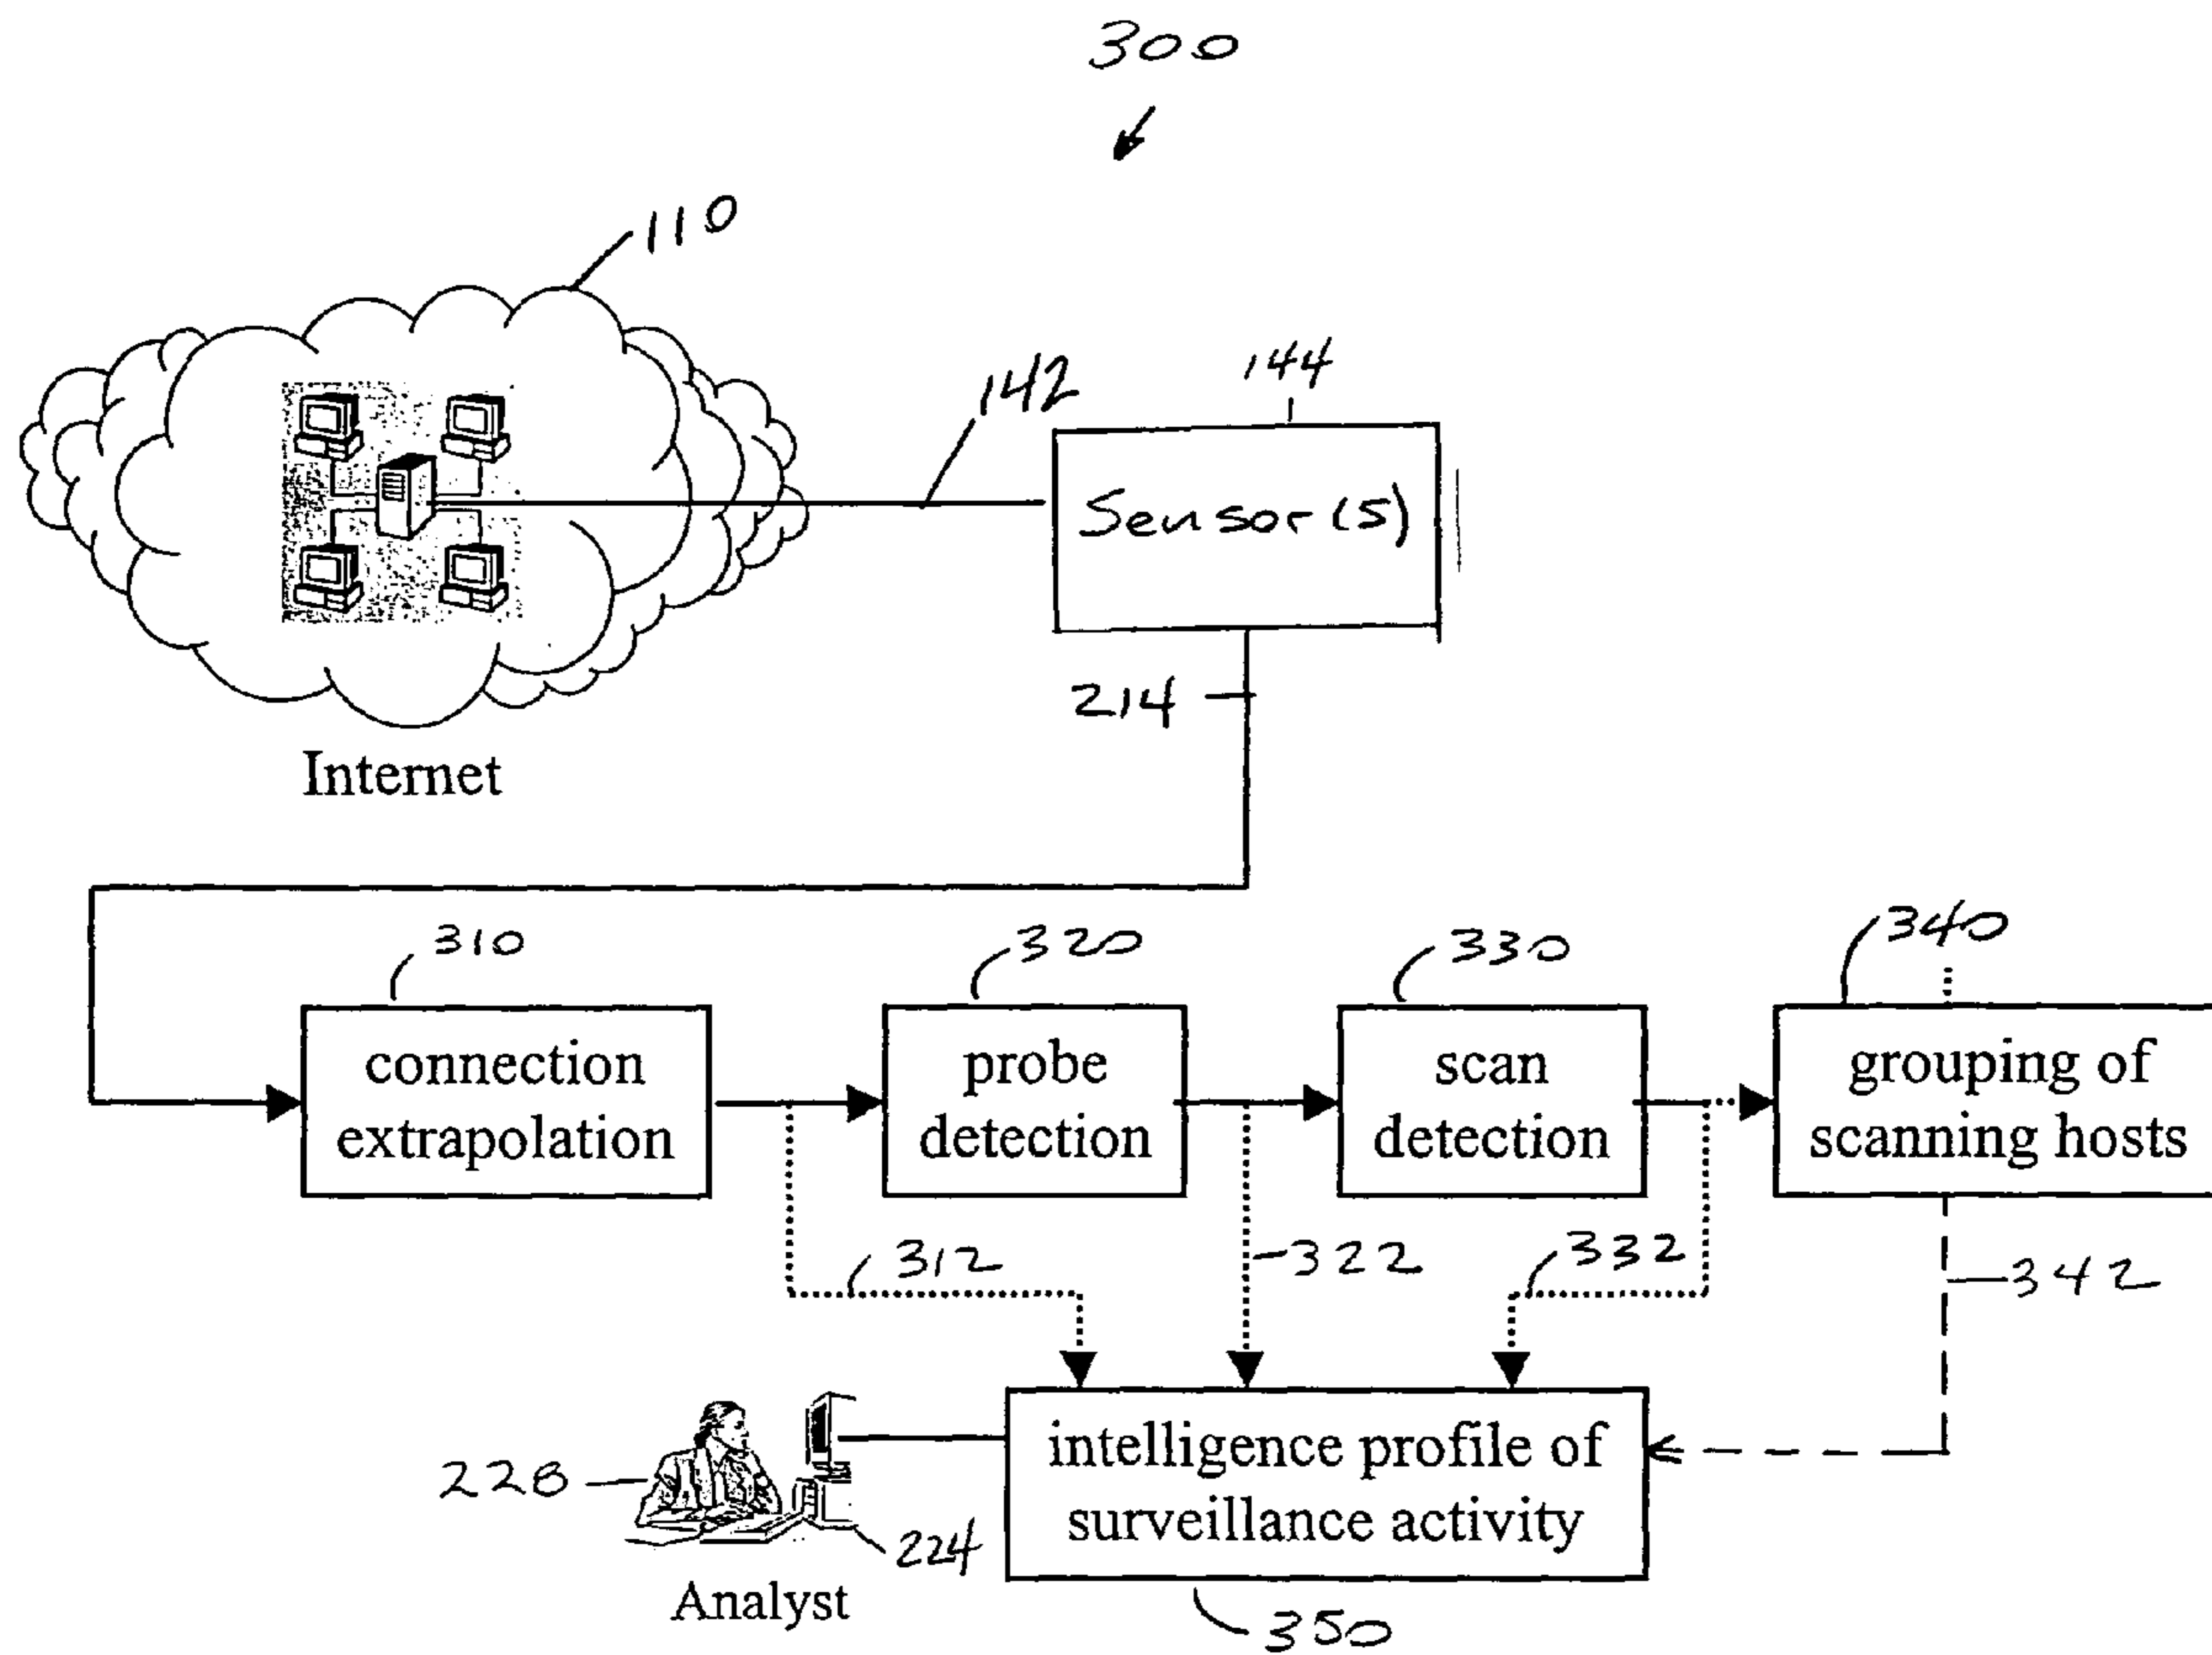 300
110
142
144
Sensor(s)
214
Internet
310
320
330
340
connection
extrapolation
probe
detection
scan
detection
grouping of
scanning hosts
312
322
332
342
intelligence profile of
surveillance activity
228
224
Analyst
350